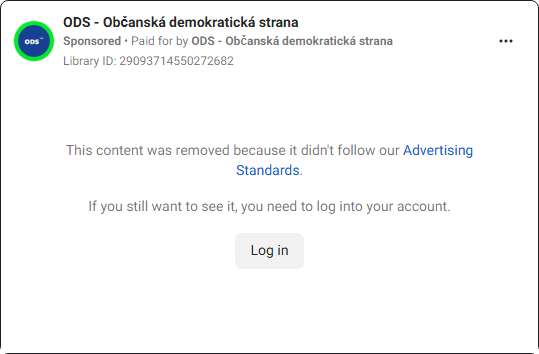 ODS - Občanská demokratická strana
Sponsored • Paid for by ODS - Občanská demokratická strana
Library ID: 29093714550272682
ODS
This content was removed because it didn't follow our Advertising
Standards.
If you still want to see it, you need to log into your account.
Log in